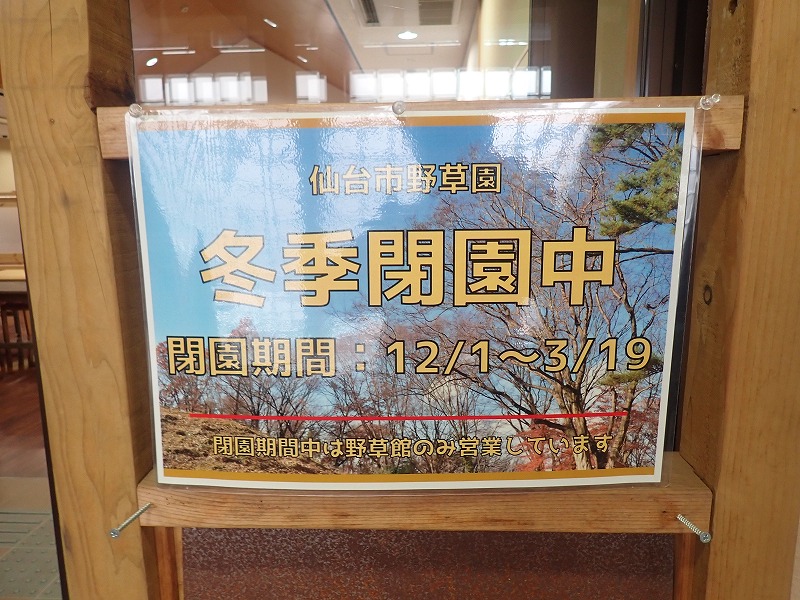 仙台市野草園
冬季閉園中
閉園期間：12/1～3/19
閉園期間中は野草館のみ営業しています